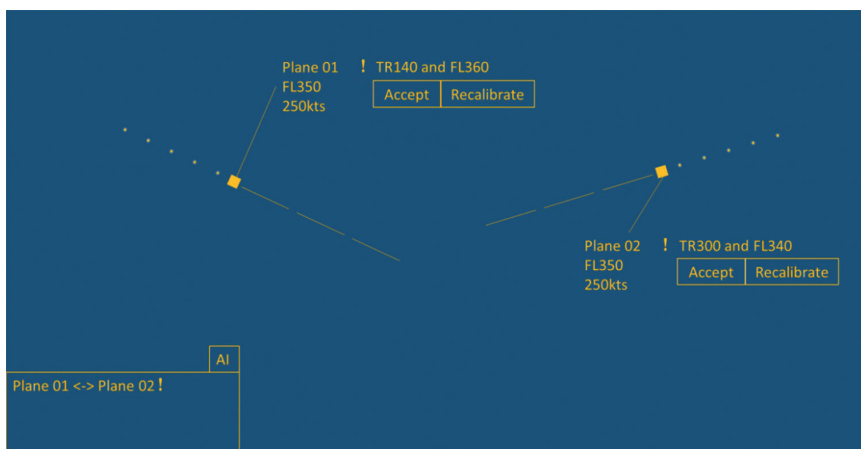 Plane 01 ! TR140 and FL360
FL350
250kts
Accept Recalibrate
Plane 02 ! TR300 and FL340
FL350
250kts
Accept Recalibrate
AI
Plane 01 <-> Plane 02 !